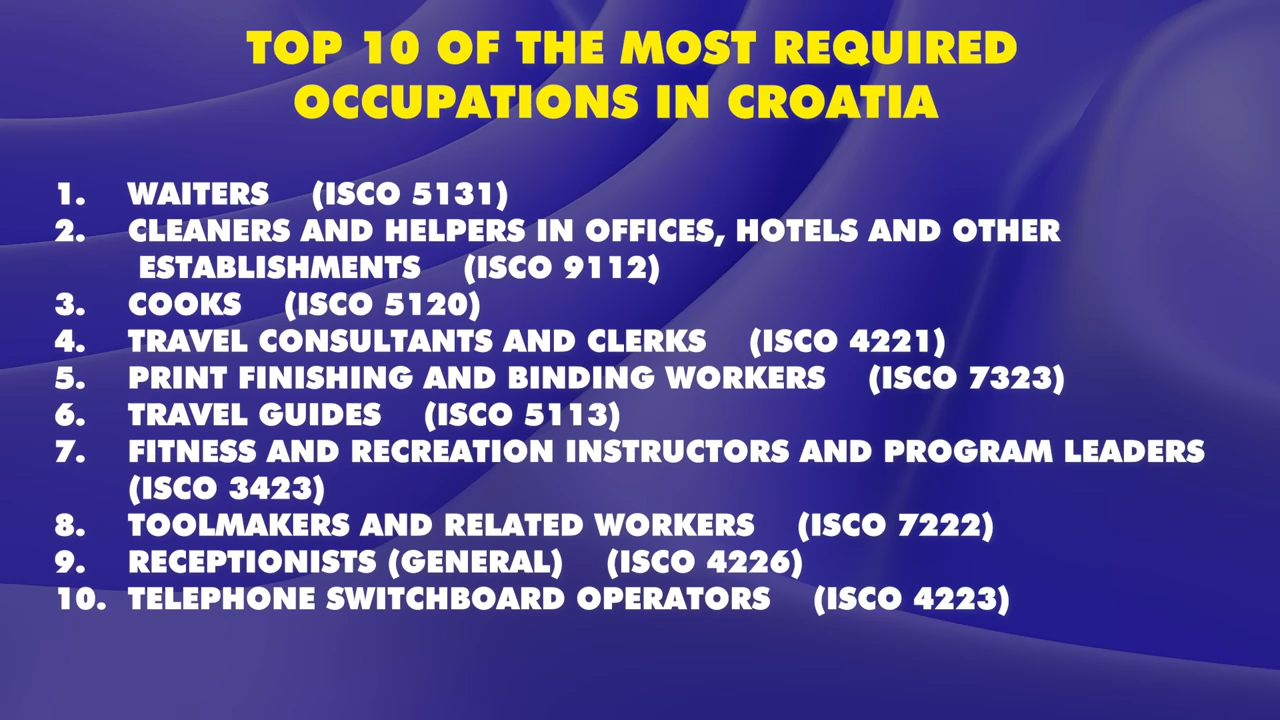 TOP 10 OF THE MOST REQUIRED
OCCUPATIONS IN CROATIA
1. WAITERS (ISCO 5131)
2. CLEANERS AND HELPERS IN OFFICES, HOTELS AND OTHER
ESTABLISHMENTS (ISCO 9112)
3. COOKS (ISCO 5120)
4. TRAVEL CONSULTANTS AND CLERKS (ISCO 4221)
5. PRINT FINISHING AND BINDING WORKERS (ISCO 7323)
6. TRAVEL GUIDES (ISCO 5113)
7. FITNESS AND RECREATION INSTRUCTORS AND PROGRAM LEADERS
(ISCO 3423)
8. TOOLMAKERS AND RELATED WORKERS (ISCO 7222)
9. RECEPTIONISTS (GENERAL) (ISCO 4226)
10. TELEPHONE SWITCHBOARD OPERATORS (ISCO 4223)